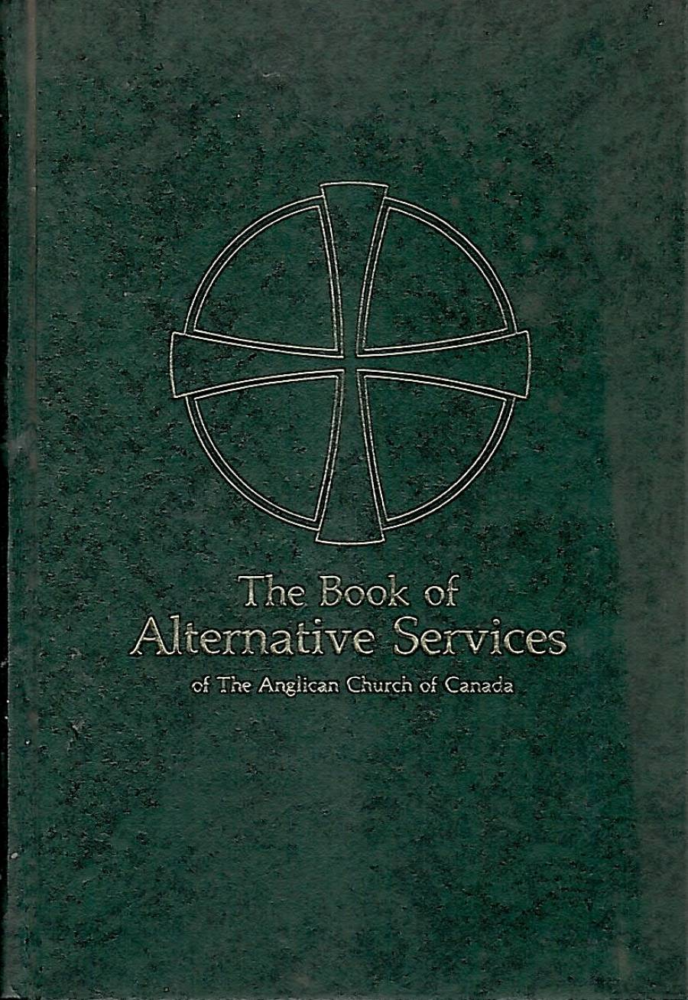 The Book of
Alternative Services
of The Anglican Church of Canada